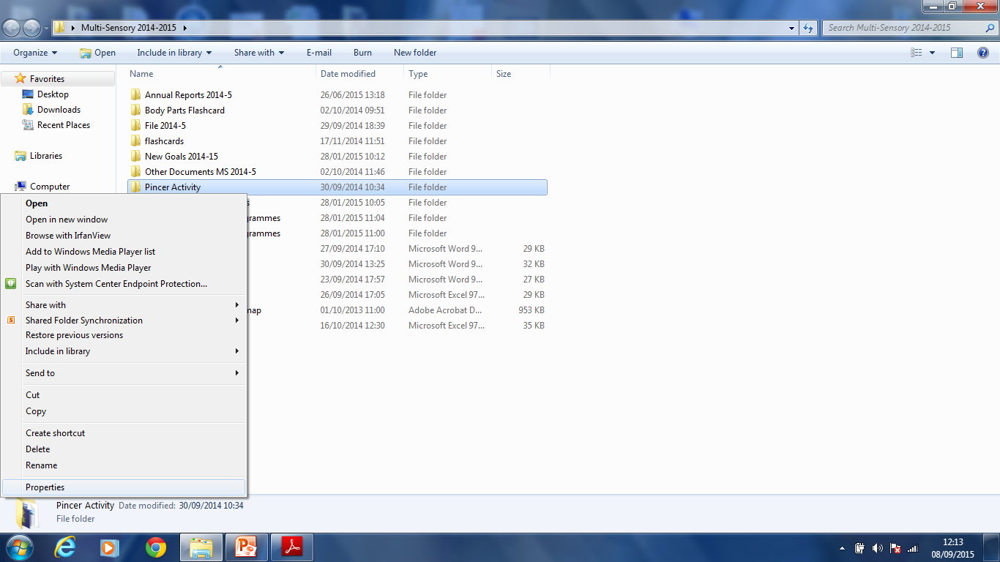 Multi-Sensory 2014-2015
Search Multi-Sensory 2014-2015
Organize Open Include in library Share with E-mail Burn New folder
Name Date modified Type Size
Favorites
Desktop
Downloads
Recent Places
Libraries
Computer
Annual Reports 2014-5 26/06/2015 13:18 File folder
Body Parts Flashcard 02/10/2014 09:51 File folder
File 2014-5 29/09/2014 18:39 File folder
flashcards 17/11/2014 11:51 File folder
New Goals 2014-15 28/01/2015 10:12 File folder
Other Documents MS 2014-5 02/10/2014 11:46 File folder
Pincer Activity 30/09/2014 10:34 File folder
s 28/01/2015 10:05 File folder
grammes 28/01/2015 11:04 File folder
grammes 28/01/2015 11:00 File folder
27/09/2014 17:10 Microsoft Word 9... 29 KB
30/09/2014 13:25 Microsoft Word 9... 32 KB
23/09/2014 17:57 Microsoft Word 9... 27 KB
26/09/2014 17:05 Microsoft Excel 97... 29 KB
map 01/10/2013 11:00 Adobe Acrobat D... 953 KB
16/10/2014 12:30 Microsoft Excel 97... 35 KB
Open
Open in new window
Browse with IrfanView
Add to Windows Media Player list
Play with Windows Media Player
Scan with System Center Endpoint Protection...
Share with
Shared Folder Synchronization
Restore previous versions
Include in library
Send to
Cut
Copy
Create shortcut
Delete
Rename
Properties
Pincer Activity Date modified: 30/09/2014 10:34
File folder
12:13
08/09/2015